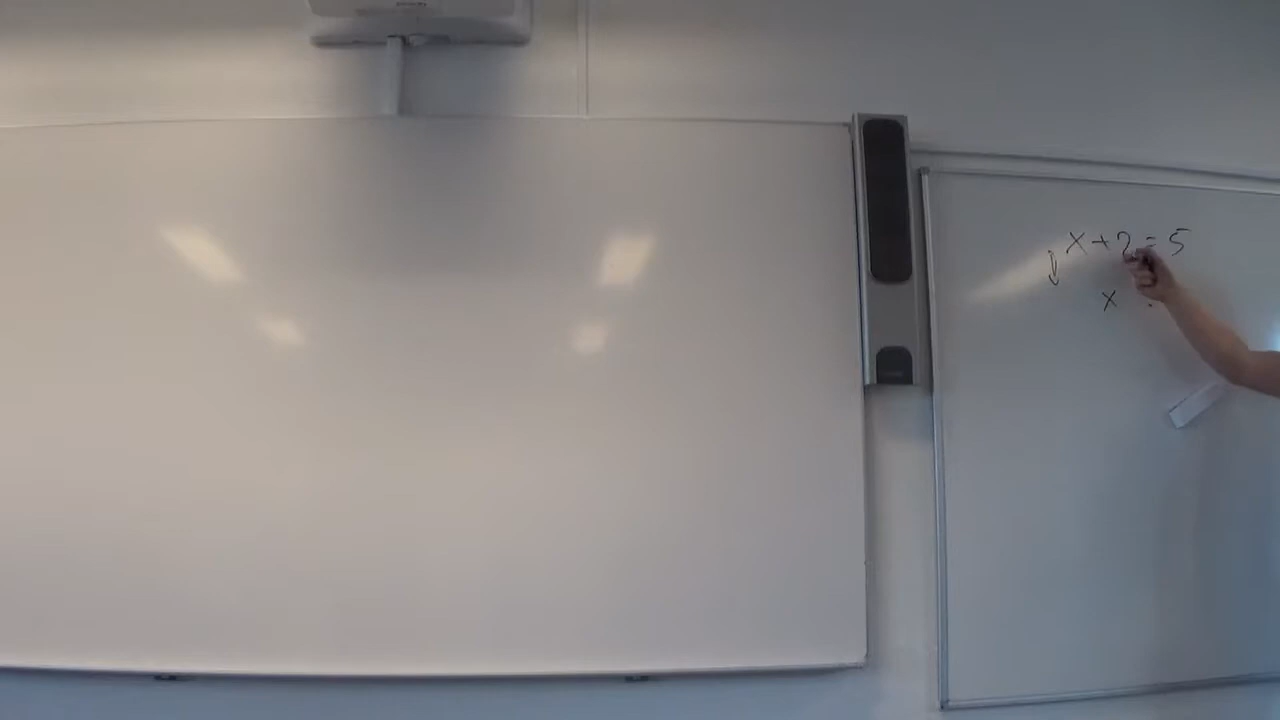 x + 2 = 5
x